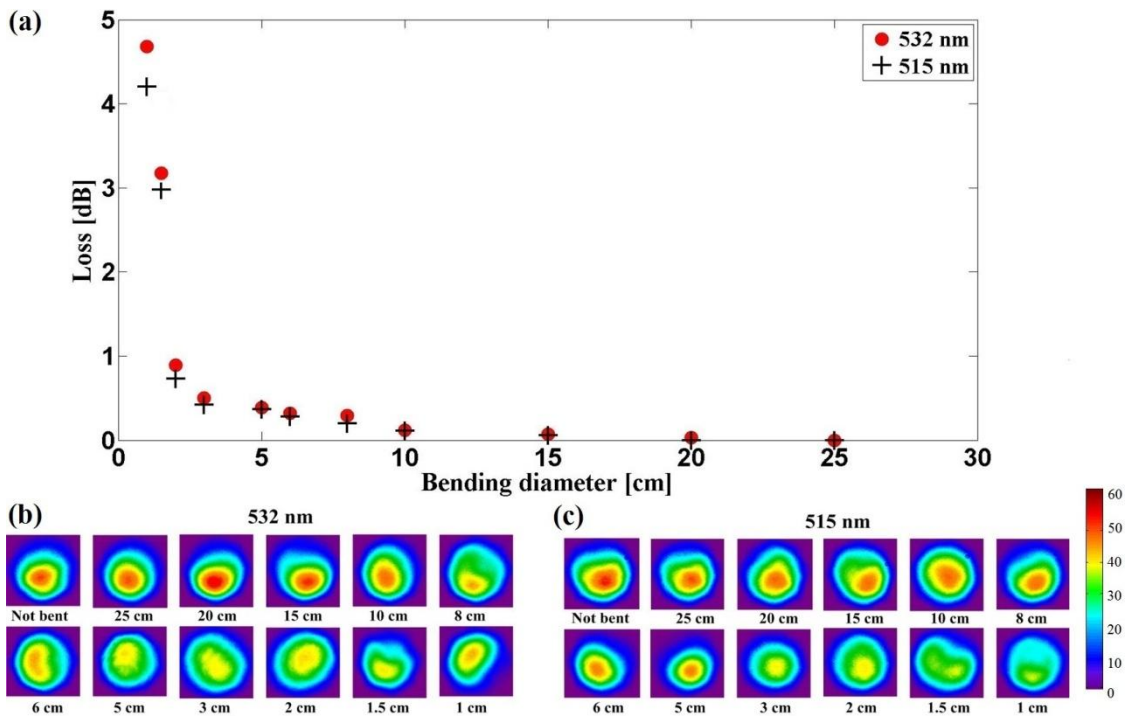 (a)
5
4
3
2
1
0
Loss [dB]
532 nm
515 nm
0 5 10 15 20 25 30
Bending diameter [cm]
(b)
532 nm
Not bent 25 cm 20 cm 15 cm 10 cm 8 cm
6 cm 5 cm 3 cm 2 cm 1.5 cm 1 cm
(c)
515 nm
Not bent 25 cm 20 cm 15 cm 10 cm 8 cm
6 cm 5 cm 3 cm 2 cm 1.5 cm 1 cm
60
50
40
30
20
10
0